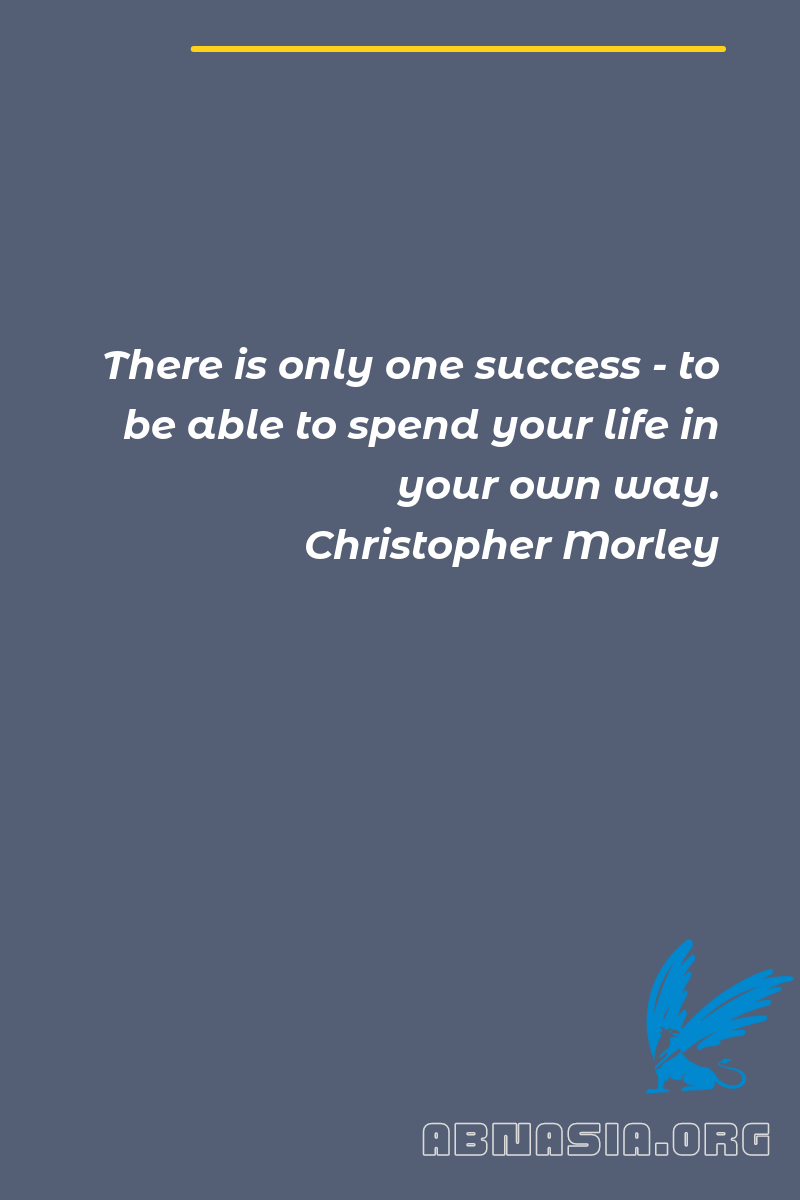 There is only one success - to
be able to spend your life in
your own way.
Christopher Morley
ABNASIA.ORG